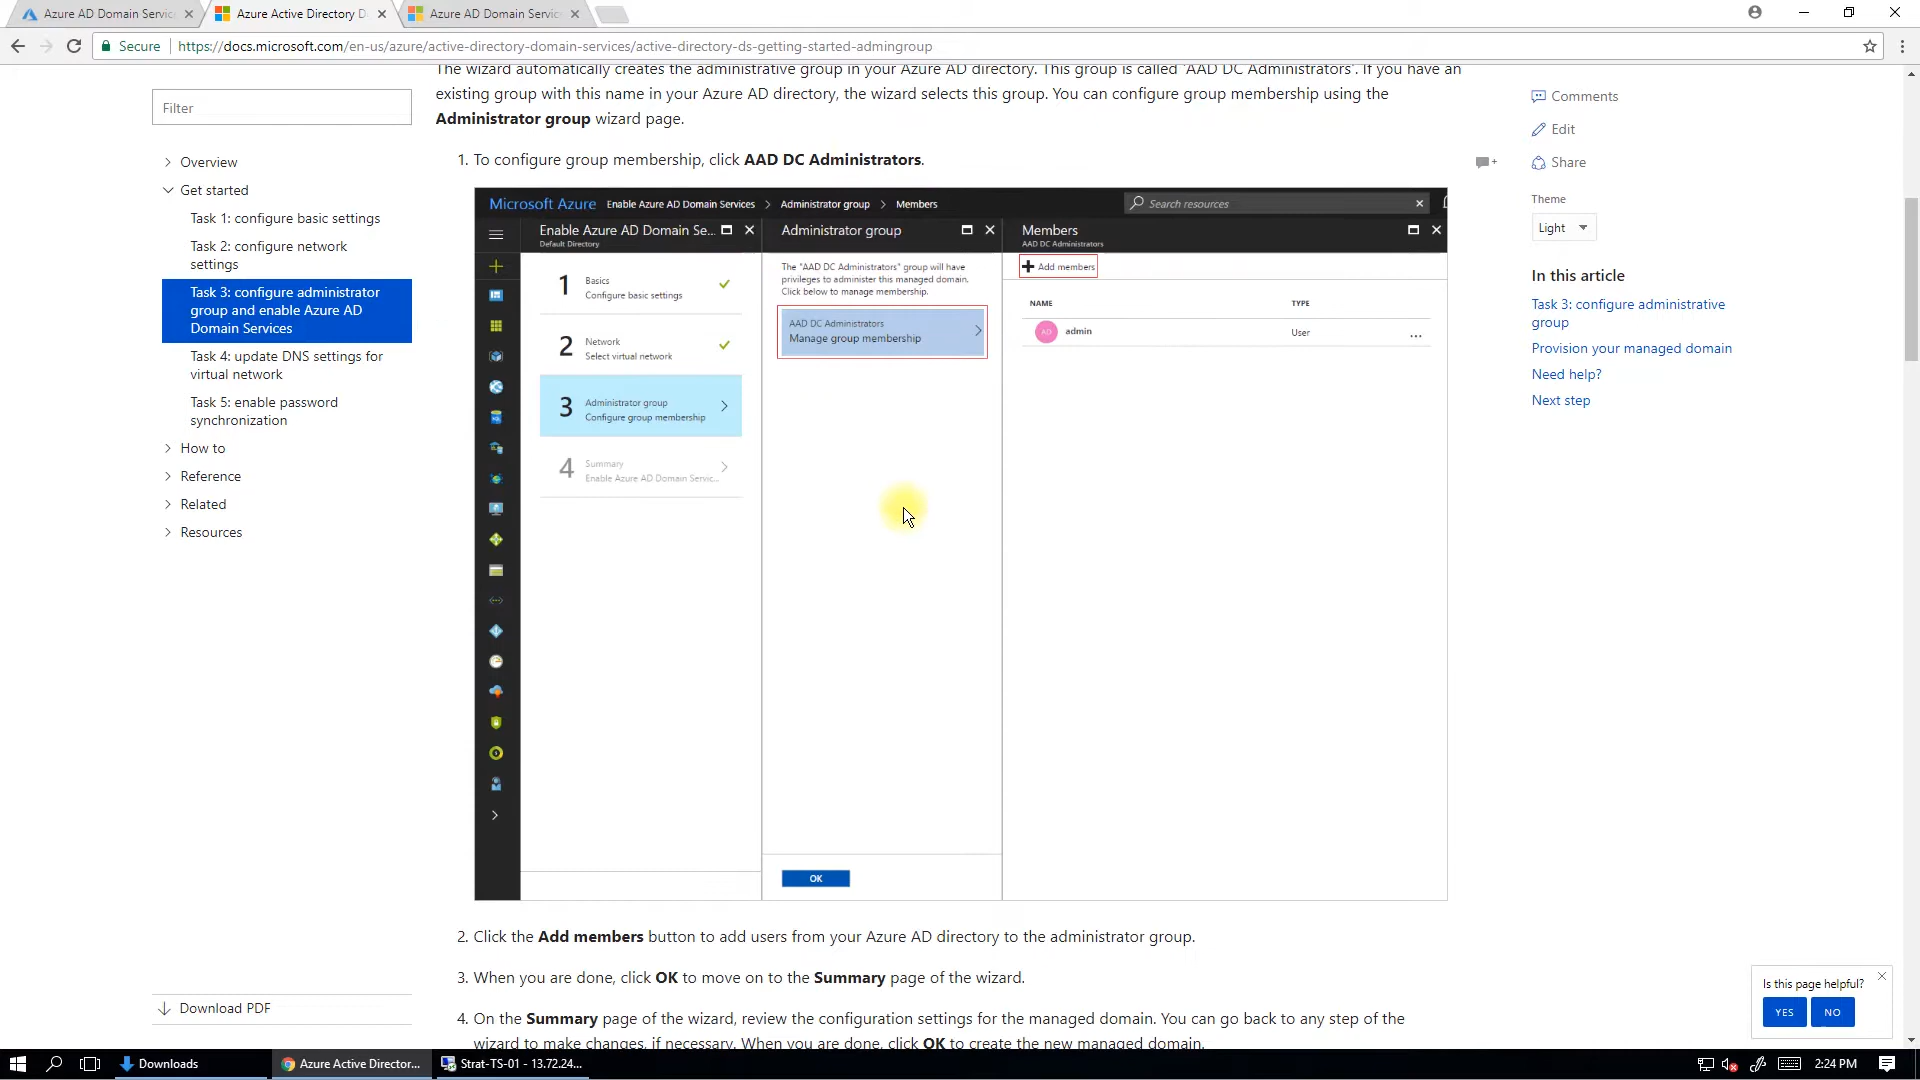 Azure AD Domain Servic
Azure Active Directory D
Azure AD Domain Servic
Secure
https://docs.microsoft.com/en-us/azure/active-directory-domain-services/active-directory-ds-getting-started-admingroup
Filter
Overview
Get started
Task 1: configure basic settings
Task 2: configure network
settings
Task 3: configure administrator
group and enable Azure AD
Domain Services
Task 4: update DNS settings for
virtual network
Task 5: enable password
synchronization
How to
Reference
Related
Resources
Download PDF
The wizard automatically creates the administrative group in your Azure AD directory. This group is called 'AAD DC Administrators'. If you have an
existing group with this name in your Azure AD directory, the wizard selects this group. You can configure group membership using the
Administrator group wizard page.
1. To configure group membership, click AAD DC Administrators.
Microsoft Azure Enable Azure AD Domain Services > Administrator group > Members
Search resources
Enable Azure AD Domain Se...
Default Directory
1
Basics
Configure basic settings
2
Network
Select virtual network
3
Administrator group
Configure group membership
4
Summary
Enable Azure AD Domain Servic...
Administrator group
The "AAD DC Administrators" group will have
privileges to administer this managed domain.
Click below to manage membership.
AAD DC Administrators
Manage group membership
OK
Members
AAD DC Administrators
Add members
NAME
TYPE
AD
admin
User
...
2. Click the Add members button to add users from your Azure AD directory to the administrator group.
3. When you are done, click OK to move on to the Summary page of the wizard.
4. On the Summary page of the wizard, review the configuration settings for the managed domain. You can go back to any step of the
wizard to make changes, if necessary. When you are done, click OK to create the new managed domain.
Comments
Edit
Share
Theme
Light
In this article
Task 3: configure administrative
group
Provision your managed domain
Need help?
Next step
Is this page helpful?
YES
NO
Downloads
Azure Active Director...
Strat-TS-01 - 13.72.24...
2:24 PM